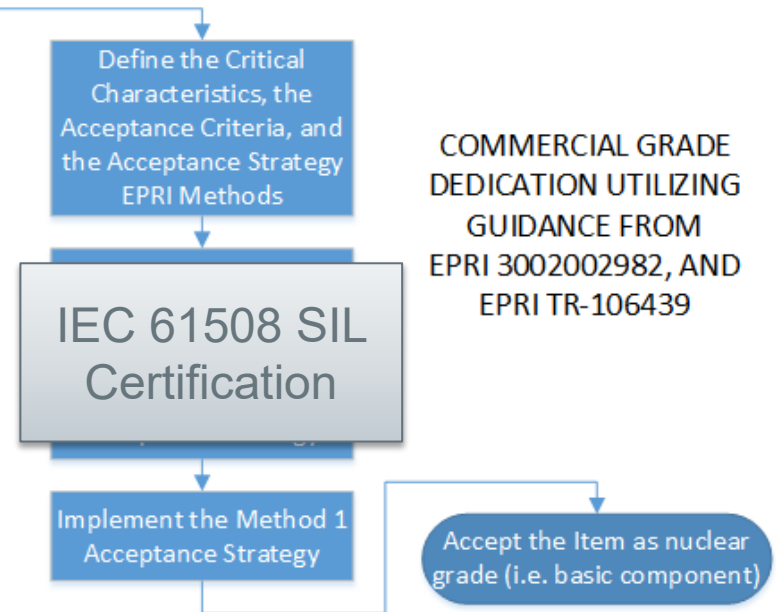 Define the Critical
Characteristics, the
Acceptance Criteria, and
the Acceptance Strategy
EPRI Methods
COMMERCIAL GRADE
DEDICATION UTILIZING
GUIDANCE FROM
EPRI 3002002982, AND
EPRI TR-106439
IEC 61508 SIL
Certification
Implement the Method 1
Acceptance Strategy
Accept the Item as nuclear
grade (i.e. basic component)